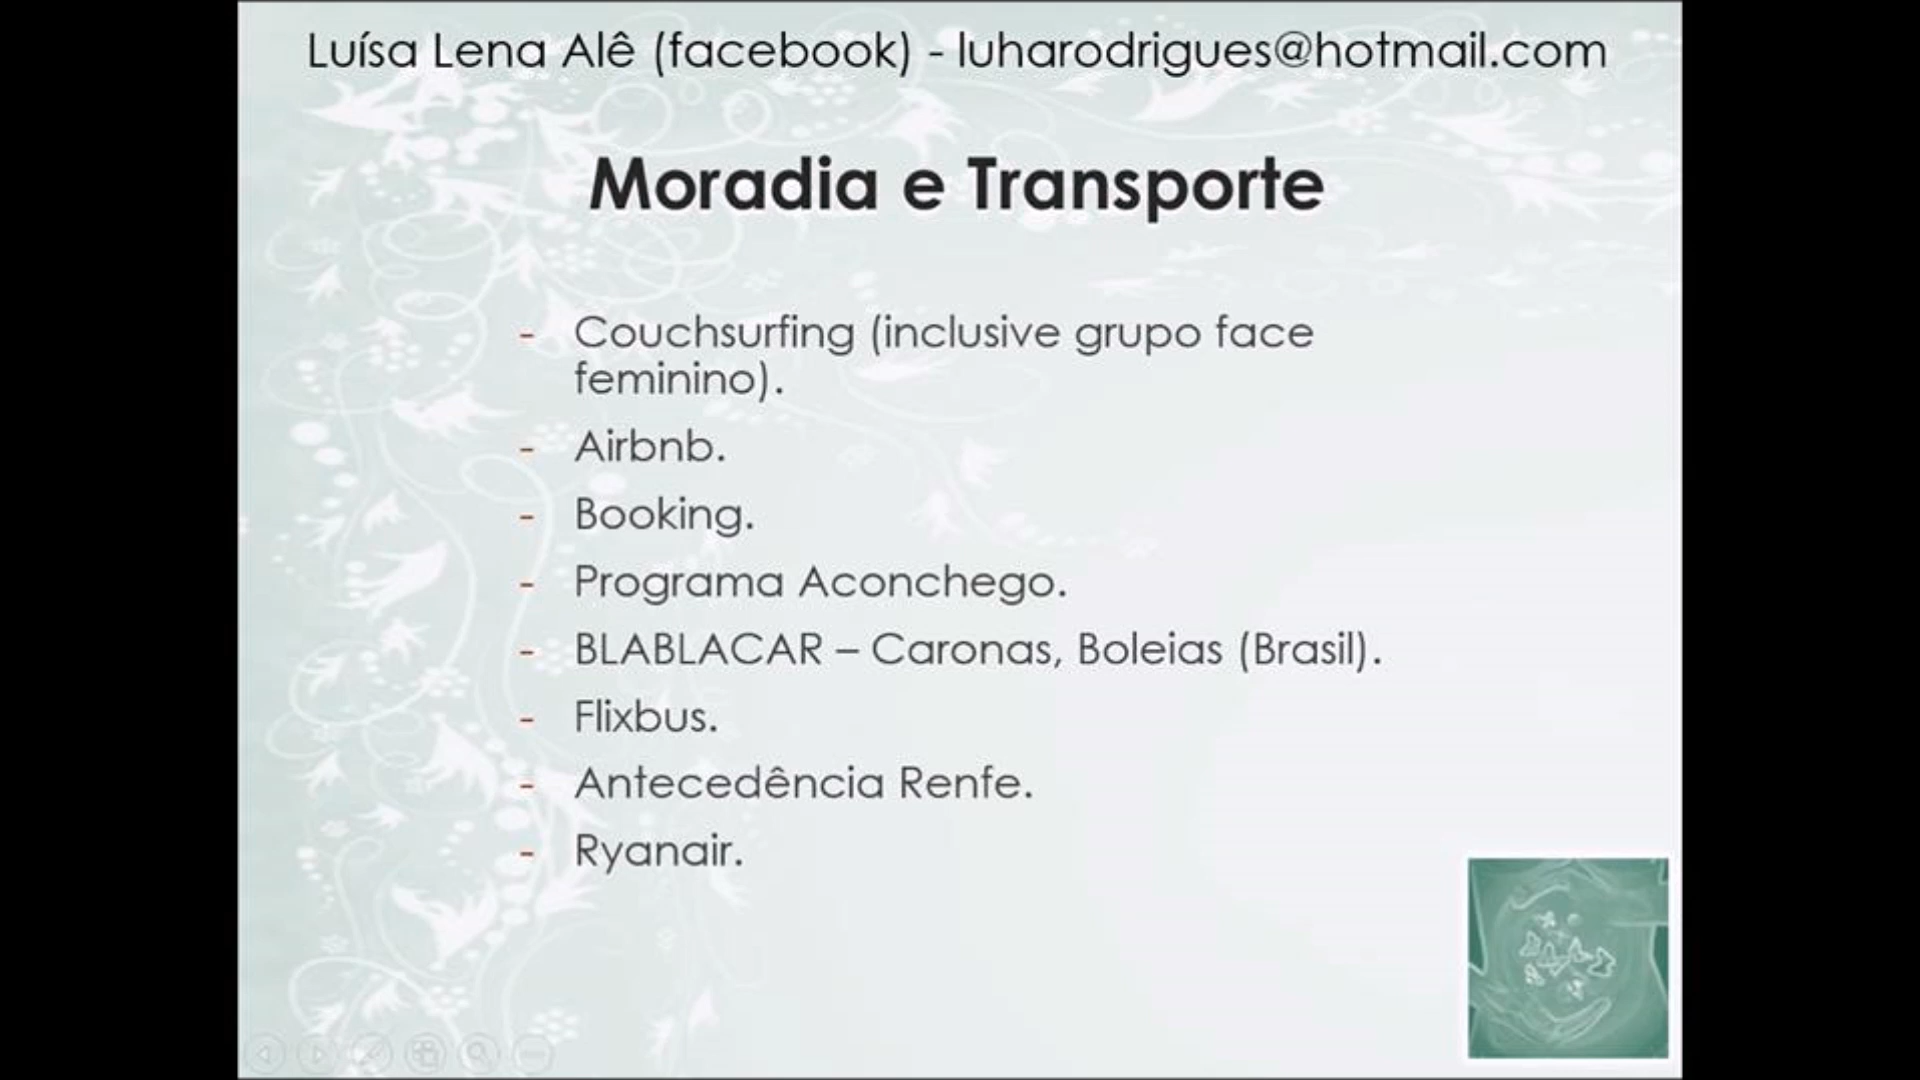 Luísa Lena Alê (facebook) - luharodrigues@hotmail.com
Moradia e Transporte
- Couchsurfing (inclusive grupo face
feminino).
- Airbnb.
- Booking.
- Programa Aconchego.
- BLABLACAR – Caronas, Boleias (Brasil).
- Flixbus.
- Antecedência Renfe.
- Ryanair.